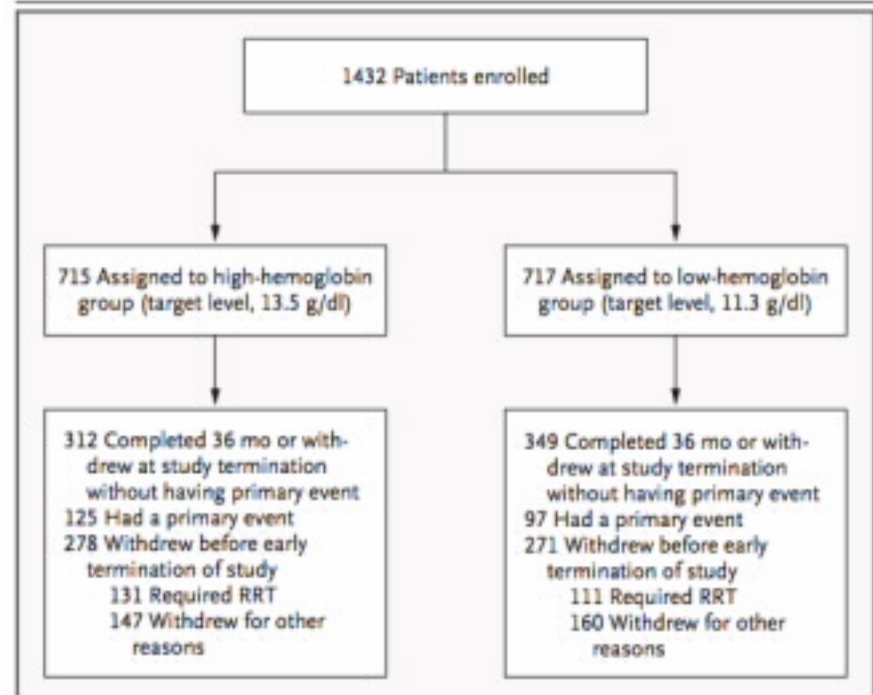 1432 Patients enrolled
715 Assigned to high-hemoglobin
group (target level, 13.5 g/dl)
717 Assigned to low-hemoglobin
group (target level, 11.3 g/dl)
312 Completed 36 mo or with-
drew at study termination
without having primary event
125 Had a primary event
278 Withdrew before early
termination of study
131 Required RRT
147 Withdrew for other
reasons
349 Completed 36 mo or with-
drew at study termination
without having primary event
97 Had a primary event
271 Withdrew before early
termination of study
111 Required RRT
160 Withdrew for other
reasons